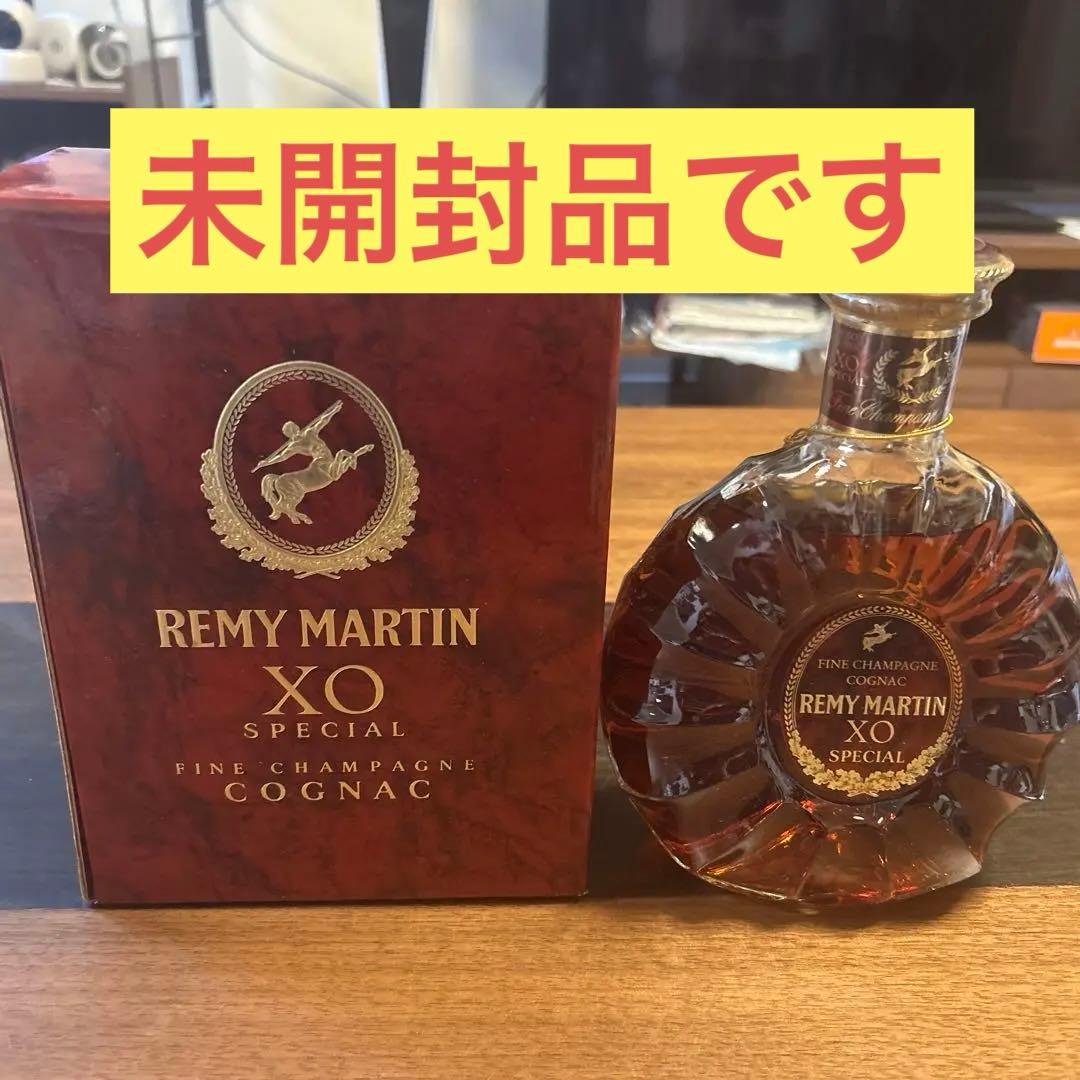 未開封品です
REMY MARTIN
XO
SPECIAL
FINE CHAMPAGNE
COGNAC
XO
SPECIAL
Fine Champagne
FINE CHAMPAGNE
COGNAC
REMY MARTIN
XO
SPECIAL